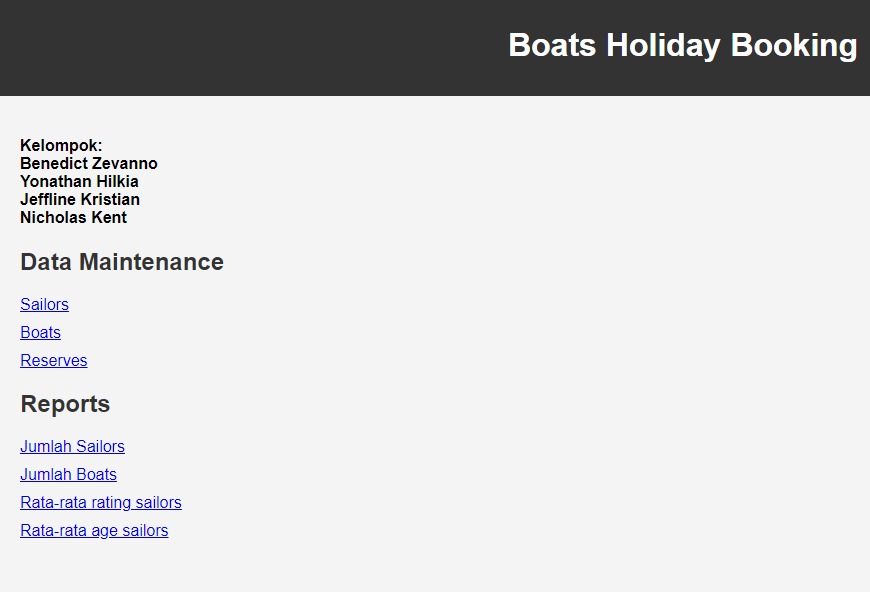 Boats Holiday Booking
Kelompok:
Benedict Zevanno
Yonathan Hilkia
Jeffline Kristian
Nicholas Kent
Data Maintenance
Sailors
Boats
Reserves
Reports
Jumlah Sailors
Jumlah Boats
Rata-rata rating sailors
Rata-rata age sailors